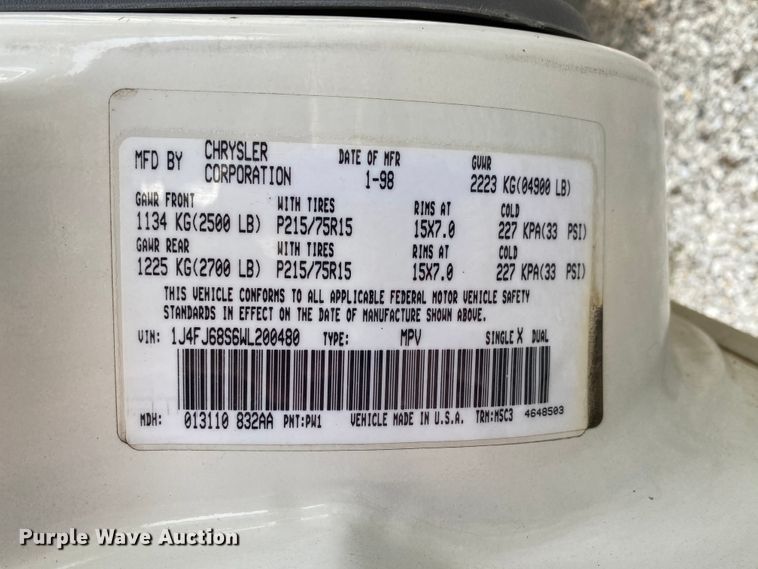 MFD BY CHRYSLER CORPORATION DATE OF MFR 1-98 GVWR 2223 KG(04900 LB)
GAWR FRONT WITH TIRES RIMS AT COLD
1134 KG(2500 LB) P215/75R15 15X7.0 227 KPA(33 PSI)
GAWR REAR WITH TIRES RIMS AT COLD
1225 KG(2700 LB) P215/75R15 15X7.0 227 KPA(33 PSI)
THIS VEHICLE CONFORMS TO ALL APPLICABLE FEDERAL MOTOR VEHICLE SAFETY
STANDARDS IN EFFECT ON THE DATE OF MANUFACTURE SHOWN ABOVE.
VIN: 1J4FJ68S6WL200480 TYPE: MPV SINGLE X DUAL
MDH: 013110 832AA PNT:PW1 VEHICLE MADE IN U.S.A. TRM:M5C3 4648503
Purple Wave Auction